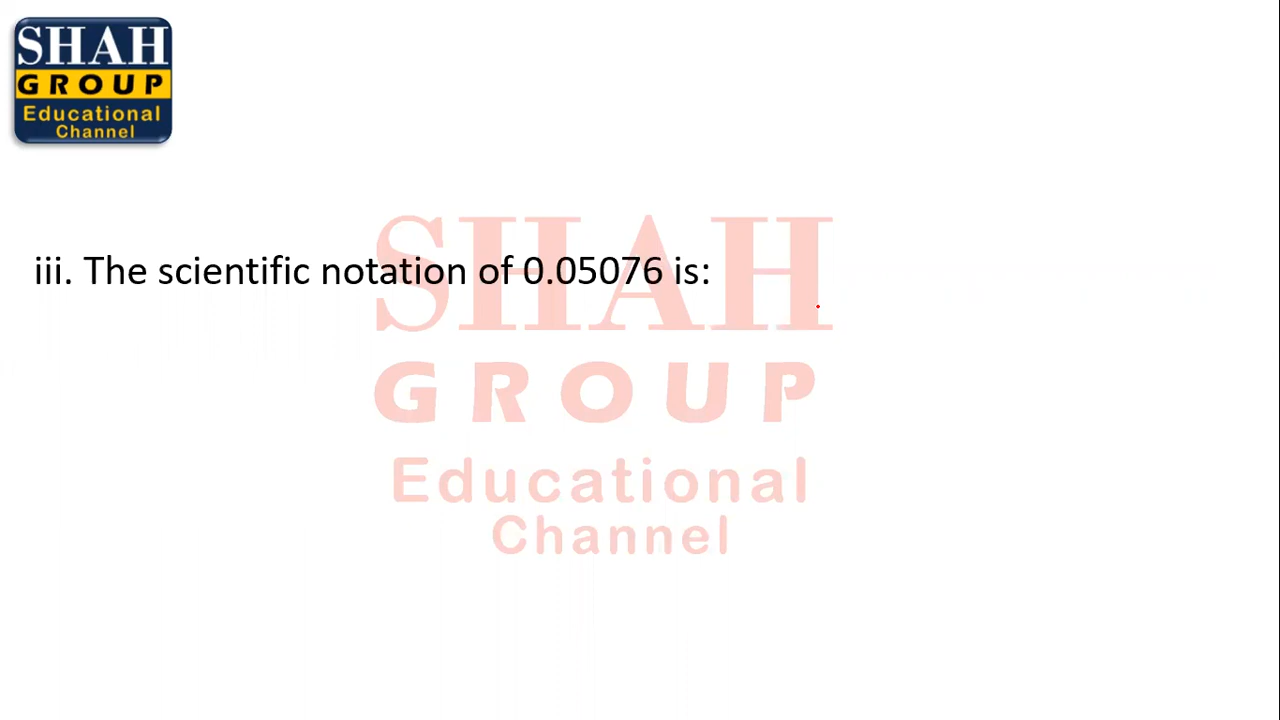 SHAH
GROUP
Educational
Channel
iii. The scientific notation of 0.05076 is:
SHAH
GROUP
Educational
Channel